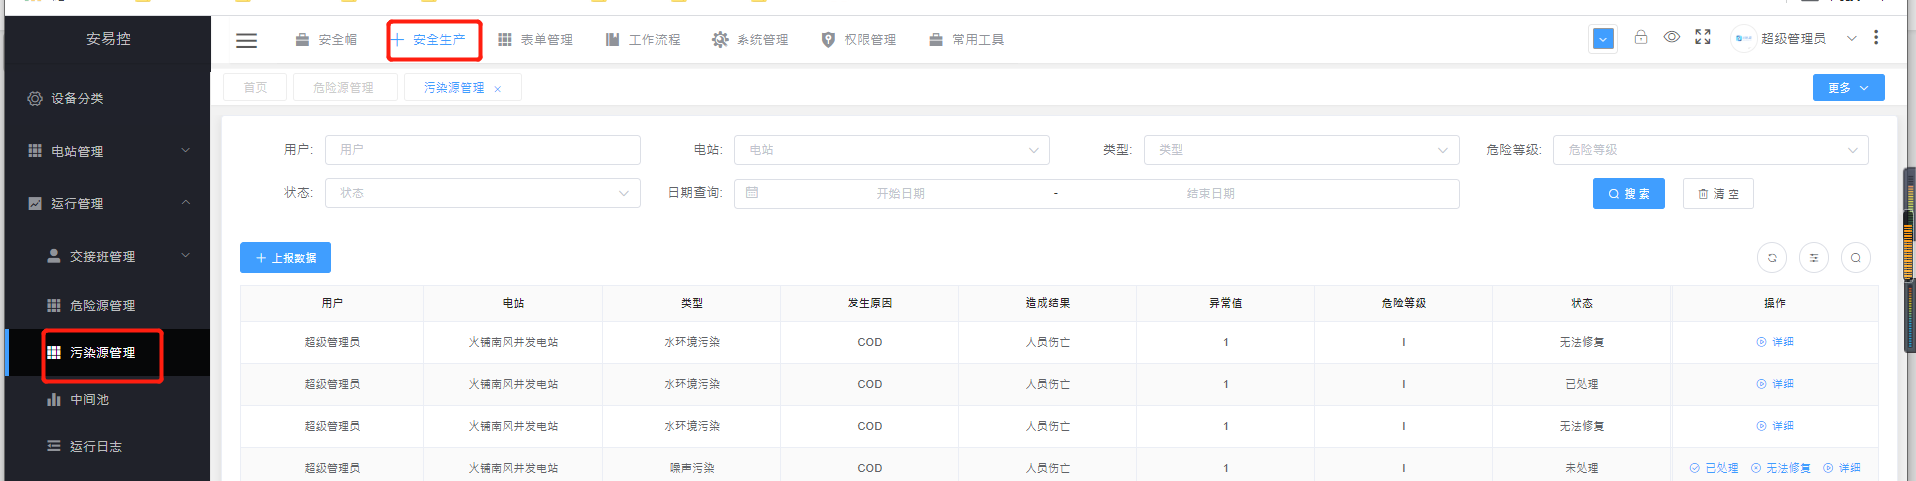 安易控
安全帽 安全生产 表单管理 工作流程 系统管理 权限管理 常用工具 超级管理员
首页 危险源管理 污染源管理 × 更多
设备分类
电站管理
运行管理
交接班管理
危险源管理
污染源管理
中间池
运行日志
用户: 用户 电站: 电站 类型: 类型 危险等级: 危险等级
状态: 状态 日期查询: 开始日期 - 结束日期 搜 索 清 空
+ 上报数据
用户 电站 类型 发生原因 造成结果 异常值 危险等级 状态 操作
超级管理员 火铺南风井发电站 水环境污染 COD 人员伤亡 1 I 无法修复 详细
超级管理员 火铺南风井发电站 水环境污染 COD 人员伤亡 1 I 已处理 详细
超级管理员 火铺南风井发电站 水环境污染 COD 人员伤亡 1 I 无法修复 详细
超级管理员 火铺南风井发电站 噪声污染 COD 人员伤亡 1 I 未处理 已处理 无法修复 详细